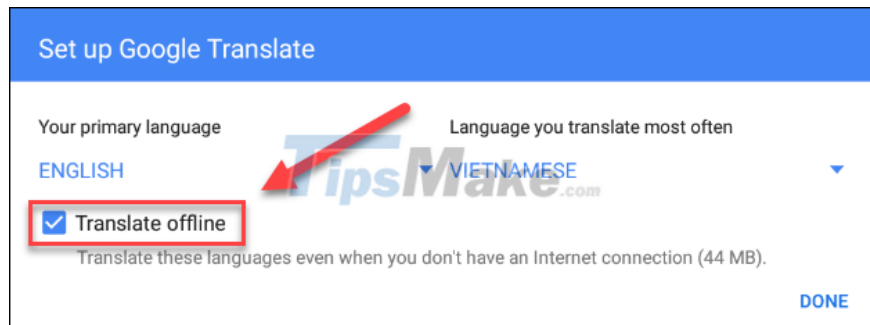 Set up Google Translate
Your primary language
Language you translate most often
ENGLISH
VIETNAMESE
TipsMake.com
Translate offline
Translate these languages even when you don't have an Internet connection (44 MB).
DONE